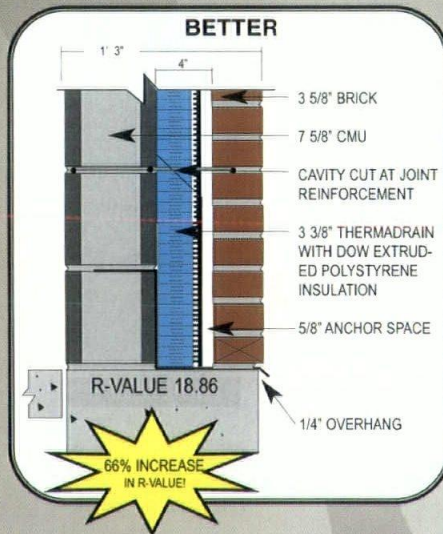 BETTER
1' 3"
4"
3 5/8" BRICK
7 5/8" CMU
CAVITY CUT AT JOINT
REINFORCEMENT
3 3/8" THERMADRAIN
WITH DOW EXTRUD-
ED POLYSTYRENE
INSULATION
5/8" ANCHOR SPACE
1/4" OVERHANG
R-VALUE 18.86
66% INCREASE
IN R-VALUE!